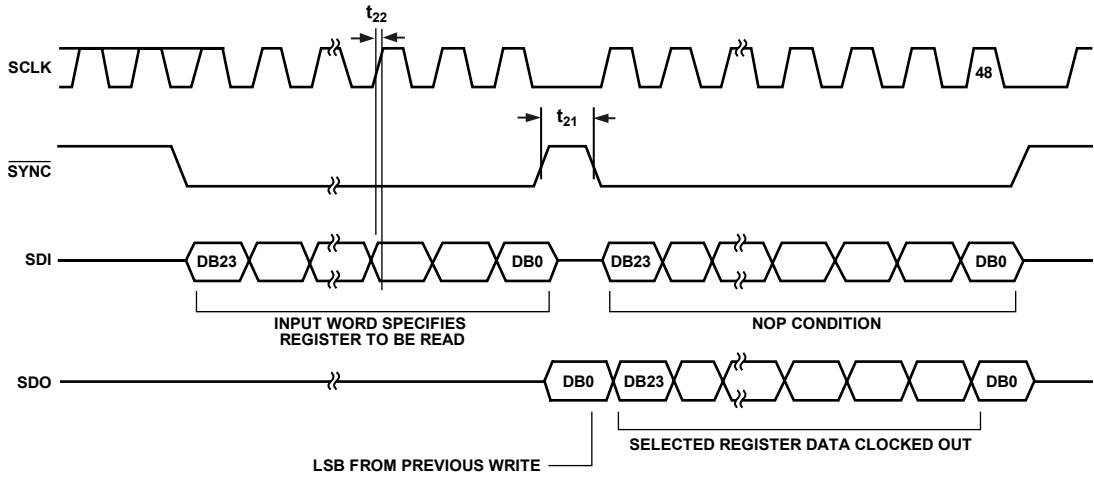 t22
SCLK
48
t21
SYNC
SDI
DB23
DB0
DB23
DB0
INPUT WORD SPECIFIES
REGISTER TO BE READ
NOP CONDITION
SDO
DB0
DB23
DB0
SELECTED REGISTER DATA CLOCKED OUT
LSB FROM PREVIOUS WRITE